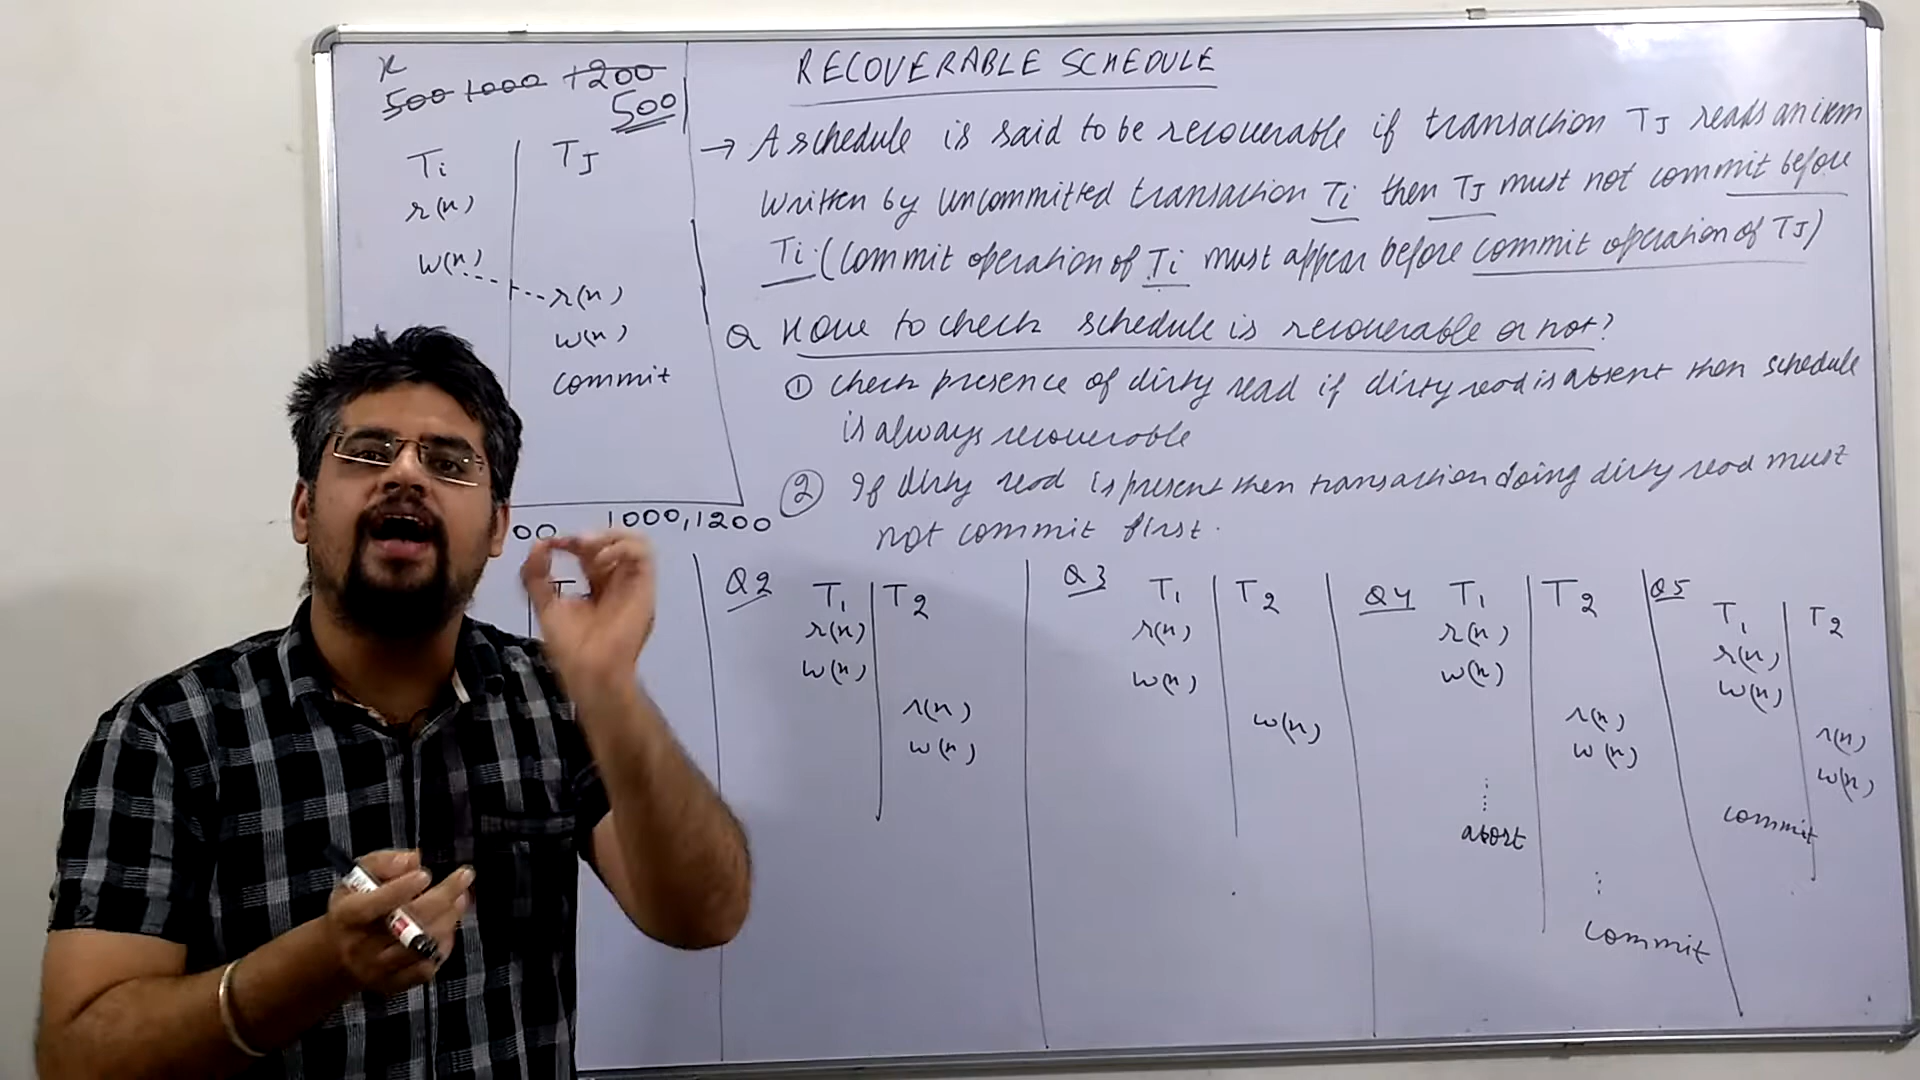 x
500 1000 1200
500
Ti TJ
r(x)
w(x)
r(x)
w(x)
commit
00 1000,1200
RECOVERABLE SCHEDULE
→ A schedule is said to be recoverable if transaction TJ reads an item
written by uncommitted transaction Ti then TJ must not commit before
Ti. (commit operation of Ti must appear before commit operation of TJ)
Q How to check schedule is recoverable or not?
① check presence of dirty read if dirty read is absent then schedule
is always recoverable
② If dirty read is present then transaction doing dirty read must
not commit first.
Q2 T1 T2
r(x)
w(x)
r(x)
w(x)
Q3 T1 T2
r(x)
w(x)
w(x)
Q4 T1 T2
r(x)
w(x)
r(x)
w(x)
abort
commit
Q5
T1 T2
r(x)
w(x)
r(x)
w(x)
commit